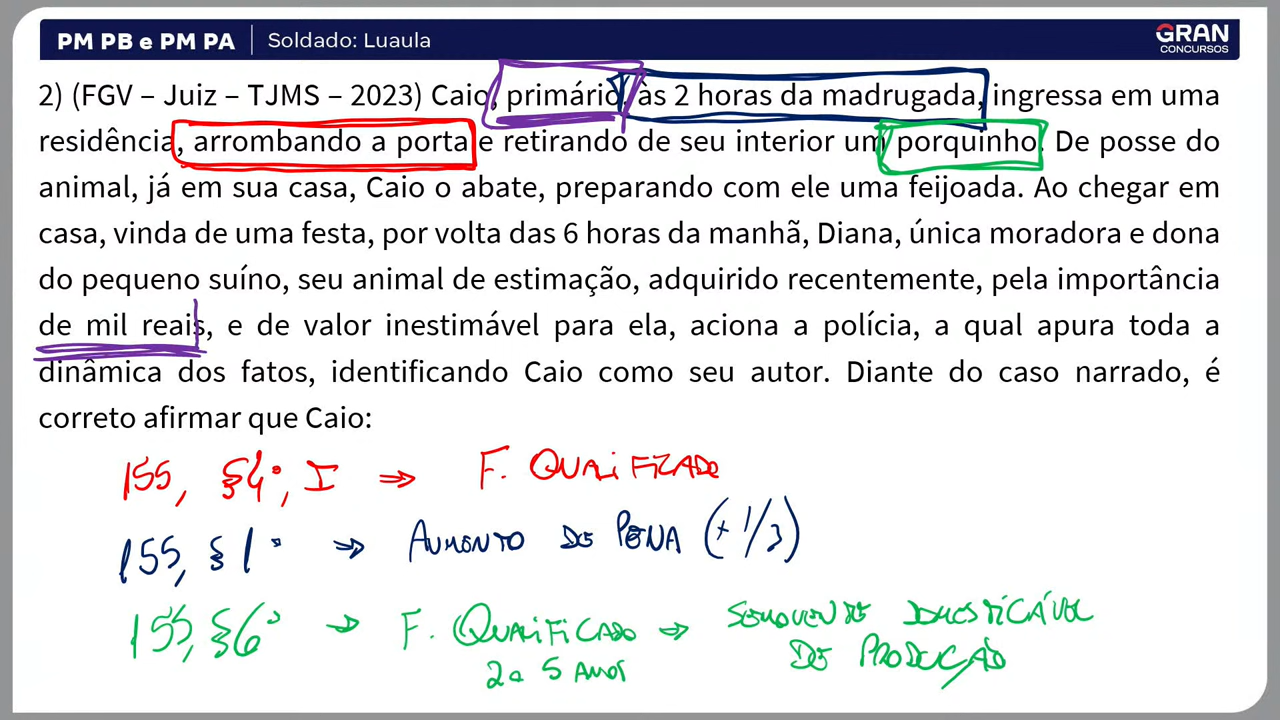 PM PB e PM PA
Soldado: Luaula
GRAN
CONCURSOS
2) (FGV – Juiz – TJMS – 2023) Caio, primário, às 2 horas da madrugada, ingressa em uma
residência, arrombando a porta e retirando de seu interior um porquinho. De posse do
animal, já em sua casa, Caio o abate, preparando com ele uma feijoada. Ao chegar em
casa, vinda de uma festa, por volta das 6 horas da manhã, Diana, única moradora e dona
do pequeno suíno, seu animal de estimação, adquirido recentemente, pela importância
de mil reais, e de valor inestimável para ela, aciona a polícia, a qual apura toda a
dinâmica dos fatos, identificando Caio como seu autor. Diante do caso narrado, é
correto afirmar que Caio:
155, §4º, I ⇒ F. QUALIFICADO
155, §1º ⇒ AUMENTO DE PENA (+ 1/3)
155, §6º → F. QUALIFICADO → SEMOVENTE DOMESTICÁVEL
2 a 5 ANOS DE PRODUÇÃO